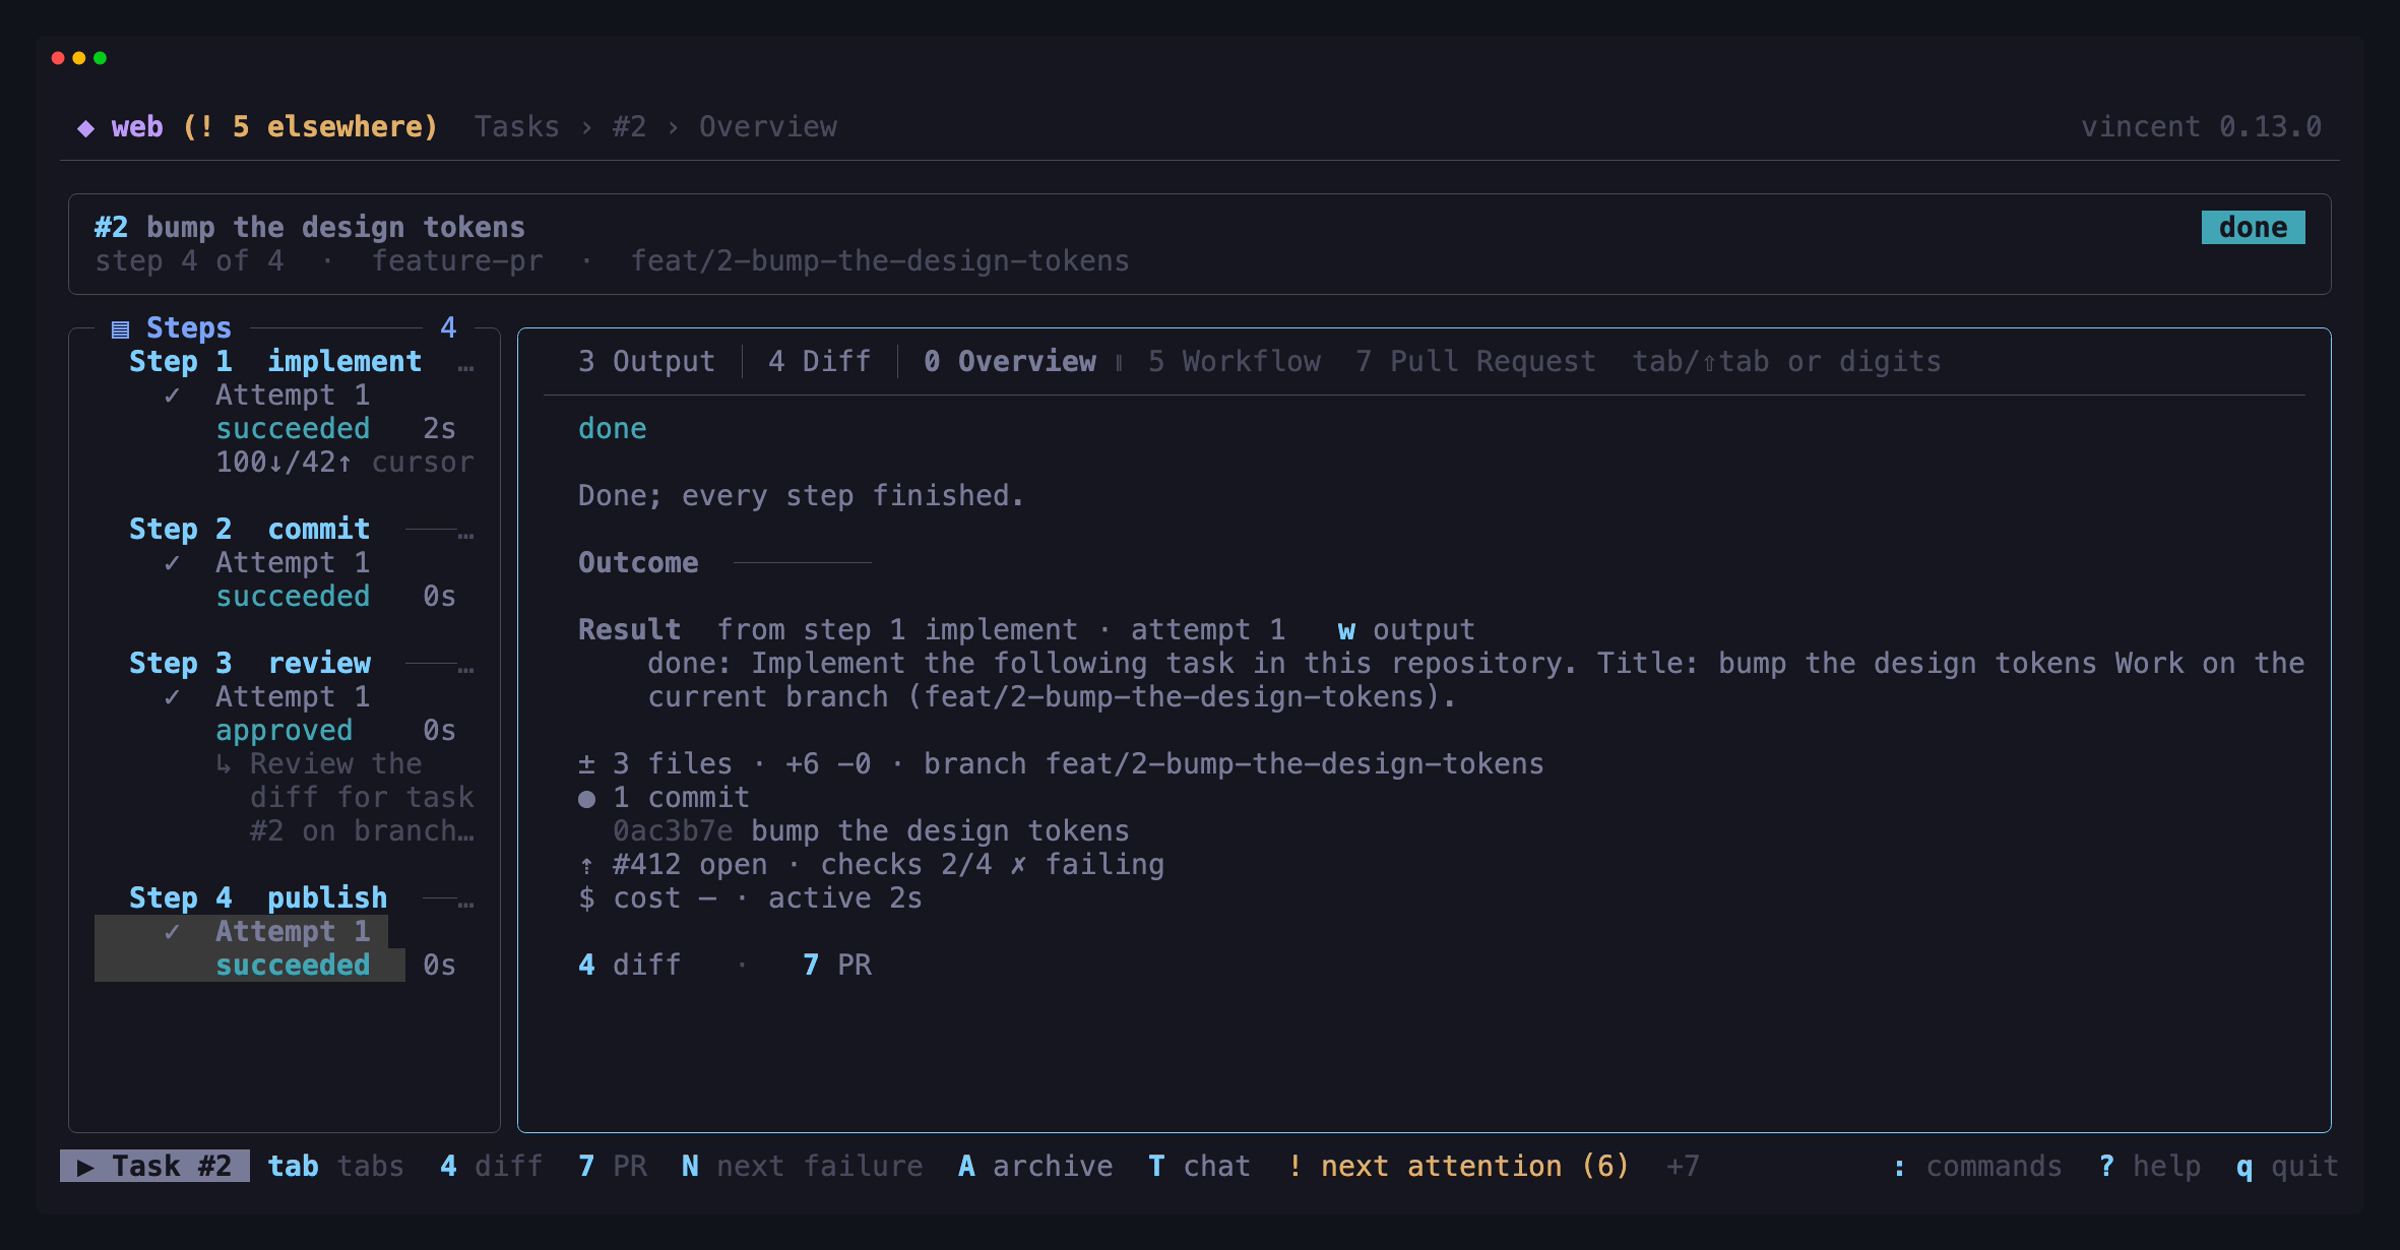 ◆ web (! 5 elsewhere)  Tasks › #2 › Overview  vincent 0.13.0
#2 bump the design tokens  done
step 4 of 4 · feature-pr · feat/2-bump-the-design-tokens
▤ Steps  4
Step 1  implement  …
✓ Attempt 1
succeeded  2s
100↓/42↑ cursor
Step 2  commit  …
✓ Attempt 1
succeeded  0s
Step 3  review  …
✓ Attempt 1
approved  0s
↳ Review the
diff for task
#2 on branch…
Step 4  publish  …
✓ Attempt 1
succeeded  0s
3 Output │ 4 Diff │ 0 Overview  5 Workflow  7 Pull Request  tab/⇧tab or digits
done
Done; every step finished.
Outcome
Result  from step 1 implement · attempt 1  w output
done: Implement the following task in this repository. Title: bump the design tokens Work on the
current branch (feat/2-bump-the-design-tokens).
± 3 files · +6 −0 · branch feat/2-bump-the-design-tokens
● 1 commit
0ac3b7e bump the design tokens
⇡ #412 open · checks 2/4 ✗ failing
$ cost – · active 2s
4 diff · 7 PR
▶ Task #2  tab tabs  4 diff  7 PR  N next failure  A archive  T chat  ! next attention (6)  +7  : commands  ? help  q quit